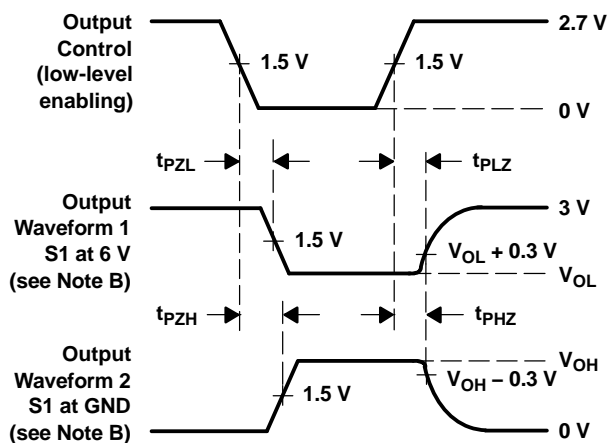 Output
Control
(low-level
enabling)
1.5 V
1.5 V
2.7 V
0 V
tPZL
tPLZ
Output
Waveform 1
S1 at 6 V
(see Note B)
1.5 V
3 V
VOL + 0.3 V
VOL
tPZH
tPHZ
Output
Waveform 2
S1 at GND
(see Note B)
1.5 V
VOH
VOH − 0.3 V
0 V